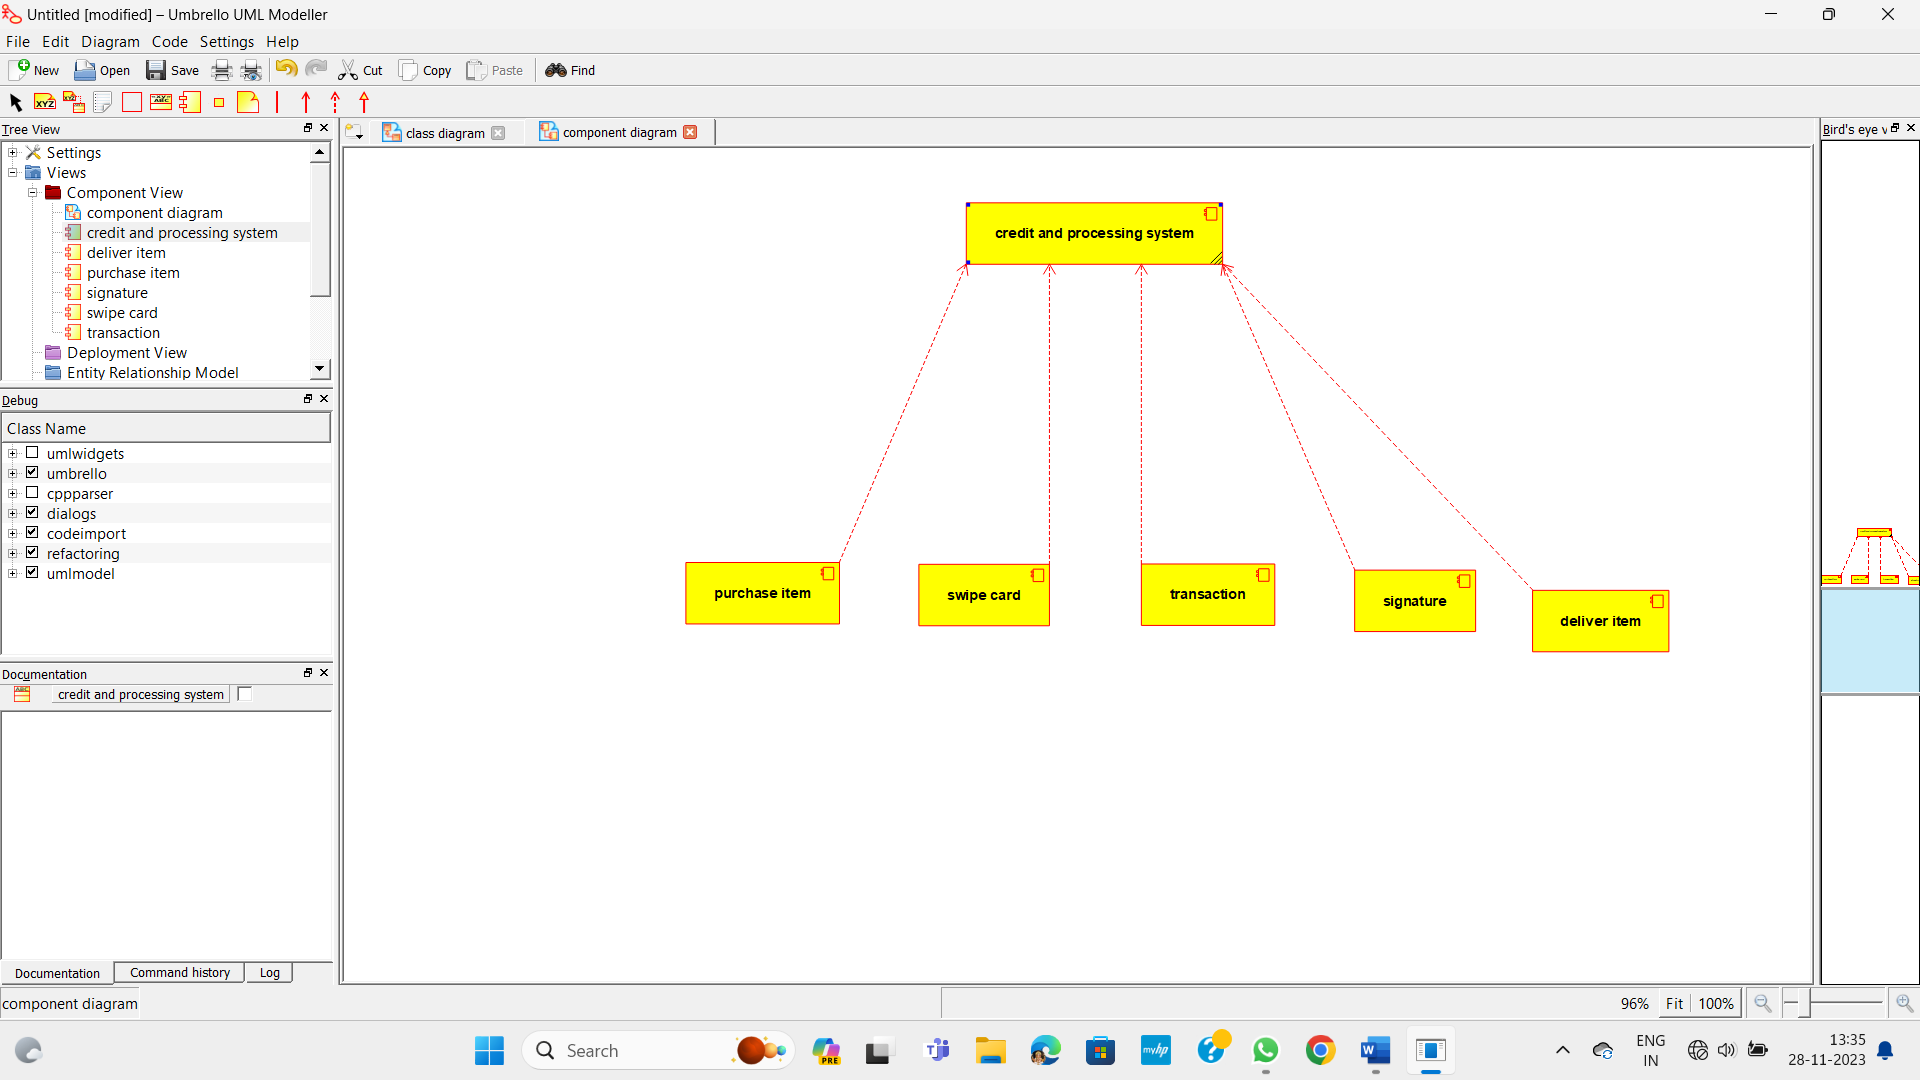 Untitled [modified] – Umbrello UML Modeller
File Edit Diagram Code Settings Help
New Open Save Cut Copy Paste Find
Tree View
Settings
Views
Component View
component diagram
credit and processing system
deliver item
purchase item
signature
swipe card
transaction
Deployment View
Entity Relationship Model
Debug
Class Name
umlwidgets
umbrello
cppparser
dialogs
codeimport
refactoring
umlmodel
Documentation
credit and processing system
Documentation Command history Log
class diagram component diagram
credit and processing system
purchase item
swipe card
transaction
signature
deliver item
Bird's eye v
component diagram
96% Fit 100%
Search
PRE
myhp
ENG
IN
13:35
28-11-2023